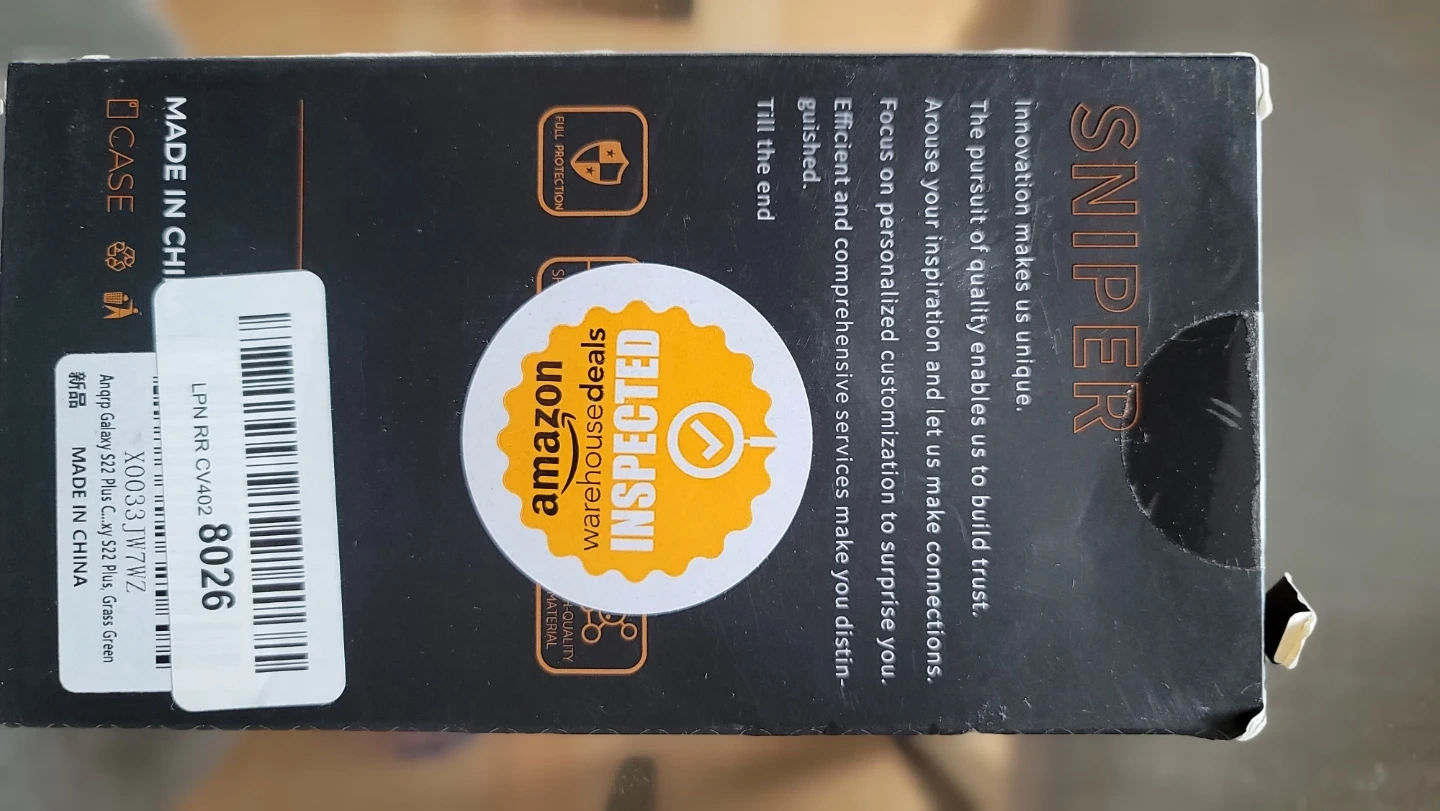 SNIPER
Innovation makes us unique.
The pursuit of quality enables us to build trust.
Arouse your inspiration and let us make connections.
Focus on personalized customization to surprise you.
Efficient and comprehensive services make you distin-
guished.
Till the end
FULL PROTECTION
H-QUALITY
MATERIAL
INSPECTED
warehousedeals
amazon
MADE IN CHI
CASE
8026
LPN RR CV402
X0033JW7WZ
Anqrp Galaxy S22 Plus C...xy S22 Plus, Grass Green
新品 MADE IN CHINA